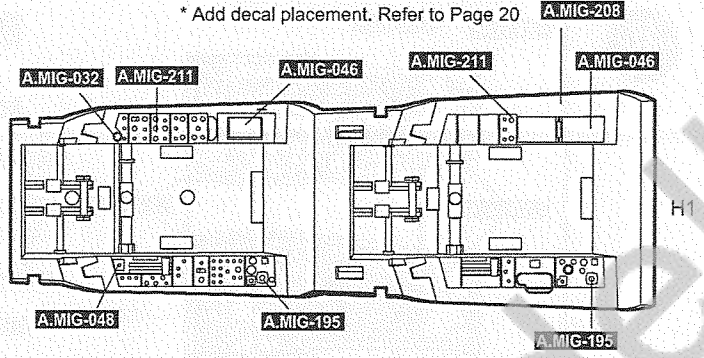 * Add decal placement. Refer to Page 20
A.MIG-208
A.MIG-032
A.MIG-211
A.MIG-046
A.MIG-211
A.MIG-046
H1
A.MIG-048
A.MIG-195
A.MIG-195